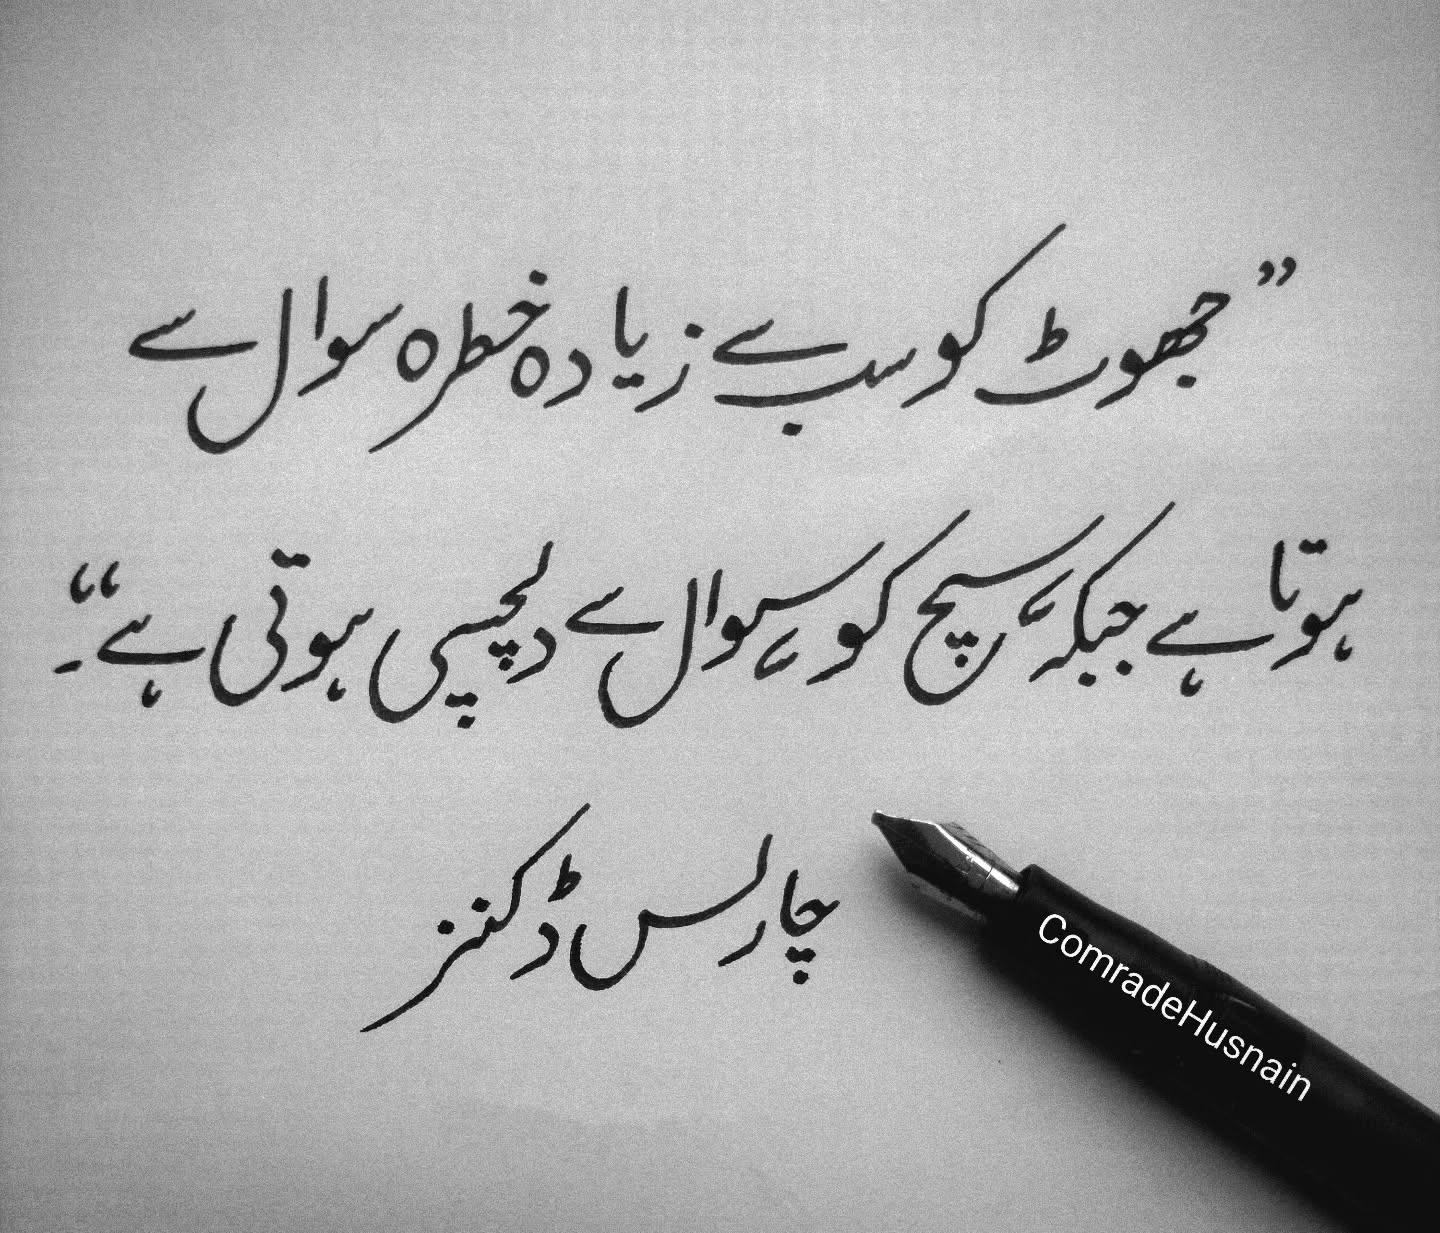 ”جھوٹ کو سب سے زیادہ خطرہ سوال سے
ہوتا ہے جبکہ سچ کو سوال سے دلچسپی ہوتی ہے۔“
چارلس ڈکنز
ComradeHusnain